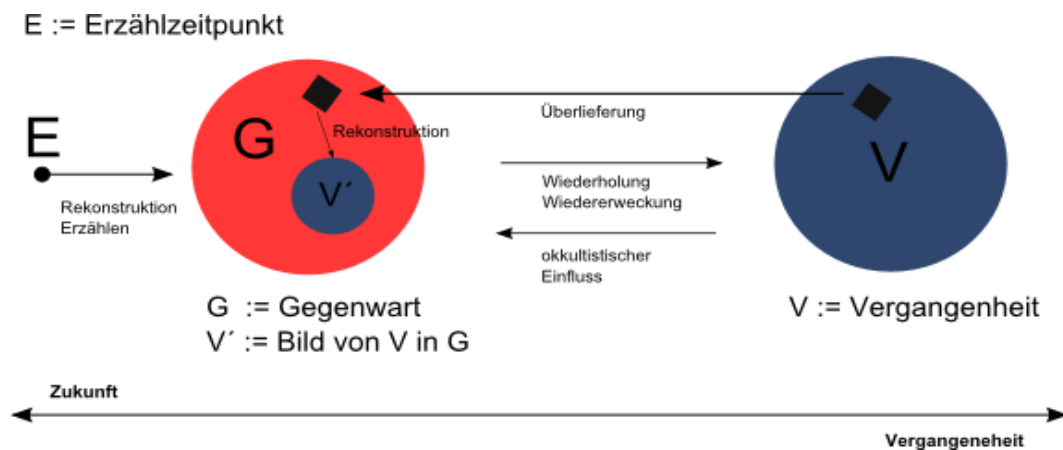 E := Erzählzeitpunkt
E
Rekonstruktion
Erzählen
G
Rekonstruktion
V´
Überlieferung
Wiederholung
Wiedererweckung
okkultistischer
Einfluss
V
G := Gegenwart
V´ := Bild von V in G
V := Vergangenheit
Zukunft
Vergangeneheit